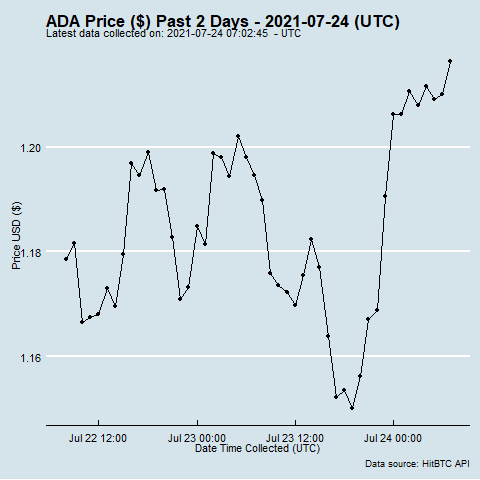 ADA Price ($) Past 2 Days - 2021-07-24 (UTC)
Latest data collected on: 2021-07-24 07:02:45 - UTC
1.20
1.18
1.16
Price USD ($)
Jul 22 12:00 Jul 23 00:00 Jul 23 12:00 Jul 24 00:00
Date Time Collected (UTC)
Data source: HitBTC API